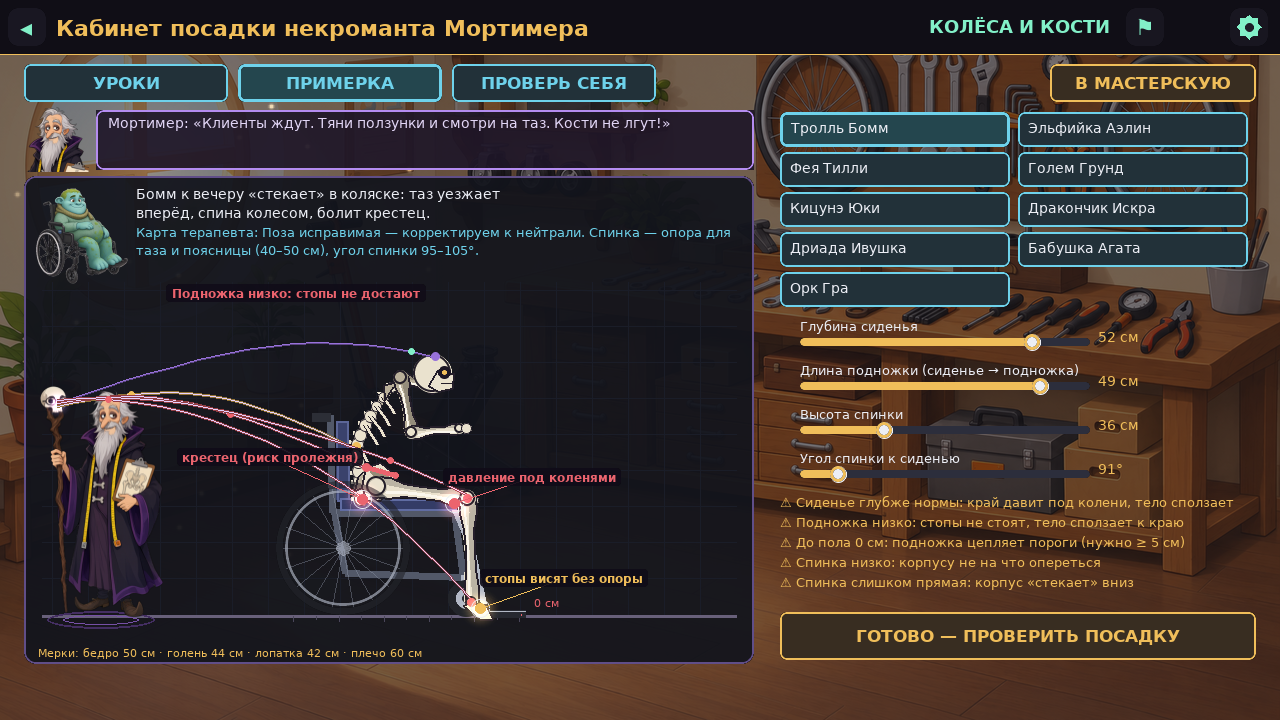 ◄ Кабинет посадки некроманта Мортимера
КОЛЁСА И КОСТИ
УРОКИ
ПРИМЕРКА
ПРОВЕРЬ СЕБЯ
В МАСТЕРСКУЮ
Мортимер: «Клиенты ждут. Тяни ползунки и смотри на таз. Кости не лгут!»
Бомм к вечеру «стекает» в коляске: таз уезжает
вперёд, спина колесом, болит крестец.
Карта терапевта: Поза исправимая — корректируем к нейтрали. Спинка — опора для
таза и поясницы (40–50 см), угол спинки 95–105°.
Подножка низко: стопы не достают
крестец (риск пролежня)
давление под коленями
стопы висят без опоры
0 см
Мерки: бедро 50 см · голень 44 см · лопатка 42 см · плечо 60 см
Тролль Бомм
Эльфийка Аэлин
Фея Тилли
Голем Грунд
Кицунэ Юки
Дракончик Искра
Дриада Ивушка
Бабушка Агата
Орк Гра
Глубина сиденья
52 см
Длина подножки (сиденье → подножка)
49 см
Высота спинки
36 см
Угол спинки к сиденью
91°
⚠ Сиденье глубже нормы: край давит под колени, тело сползает
⚠ Подножка низко: стопы не стоят, тело сползает к краю
⚠ До пола 0 см: подножка цепляет пороги (нужно ≥ 5 см)
⚠ Спинка низко: корпусу не на что опереться
⚠ Спинка слишком прямая: корпус «стекает» вниз
ГОТОВО — ПРОВЕРИТЬ ПОСАДКУ